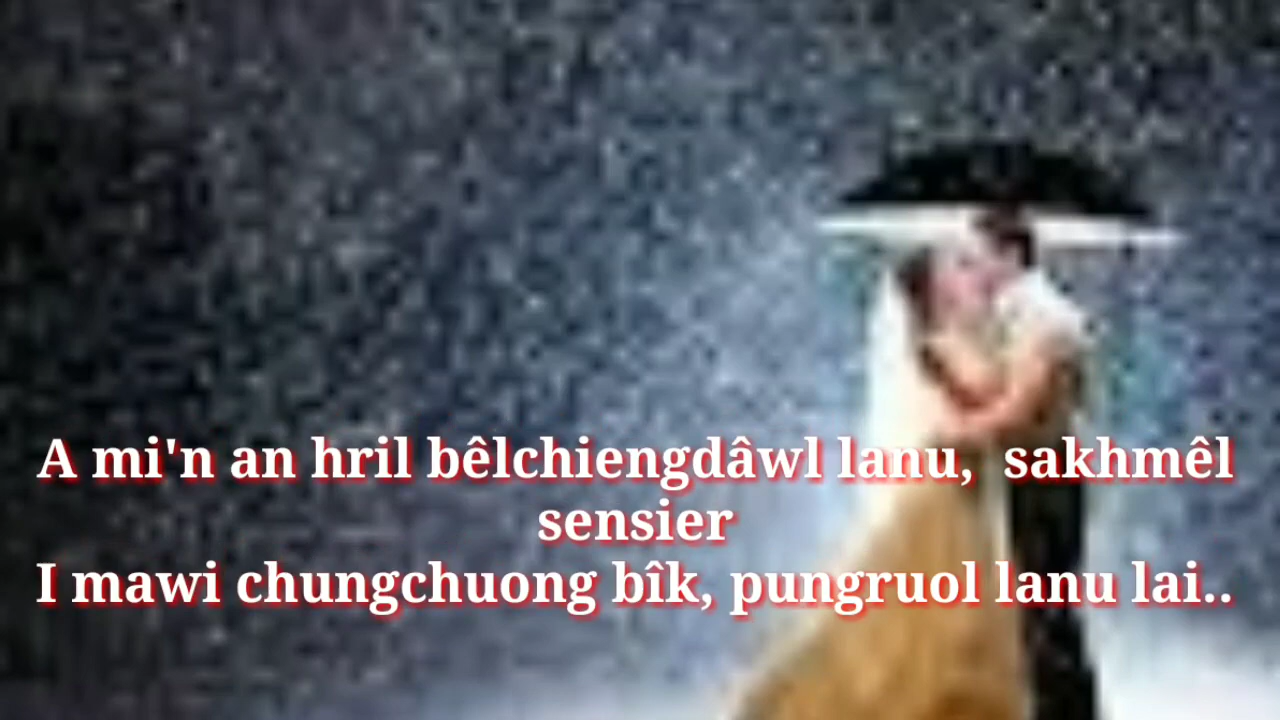 A mi'n an hril bêlchiengdâwl lanu, sakhmêl
sensier
I mawi chungchuong bîk, pungruol lanu lai..